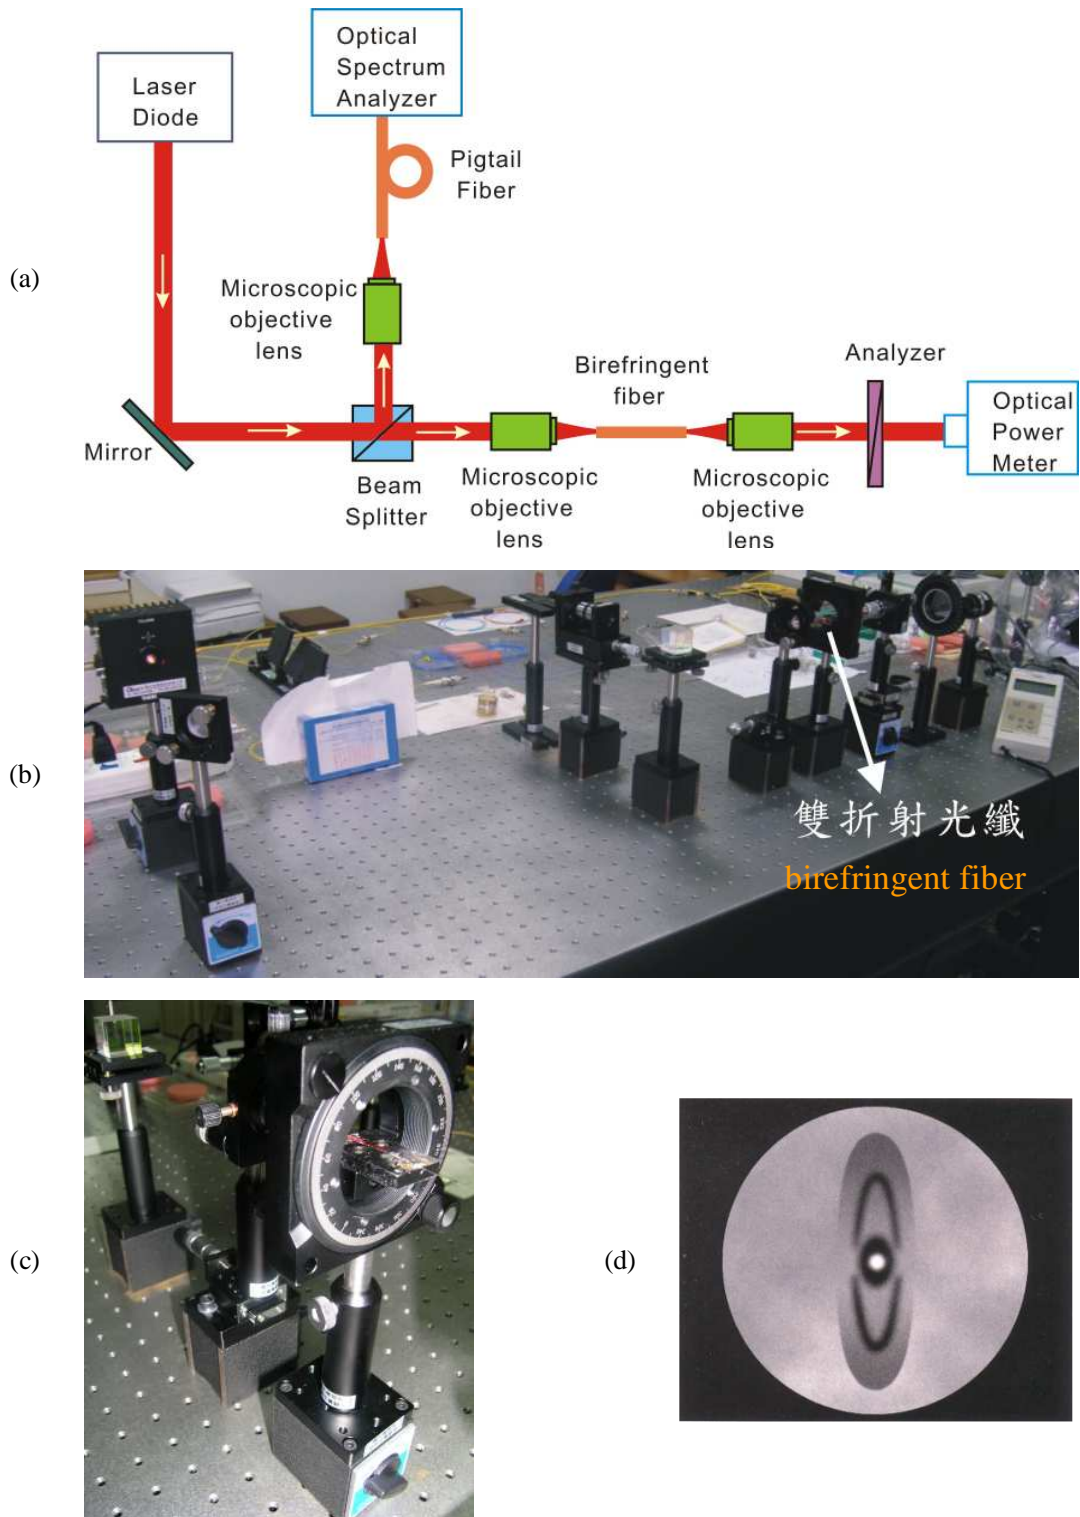 (a)
Laser
Diode
Optical
Spectrum
Analyzer
Pigtail
Fiber
Microscopic
objective
lens
Mirror
Beam
Splitter
Microscopic
objective
lens
Birefringent
fiber
Microscopic
objective
lens
Analyzer
Optical
Power
Meter
(b)
雙折射光纖
birefringent fiber
(c)
(d)